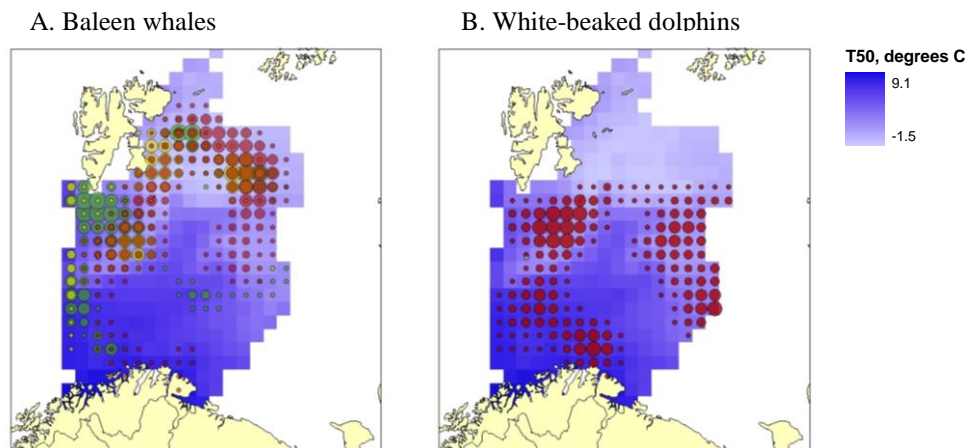 A. Baleen whales
B. White-beaked dolphins
T50, degrees C
9.1
-1.5